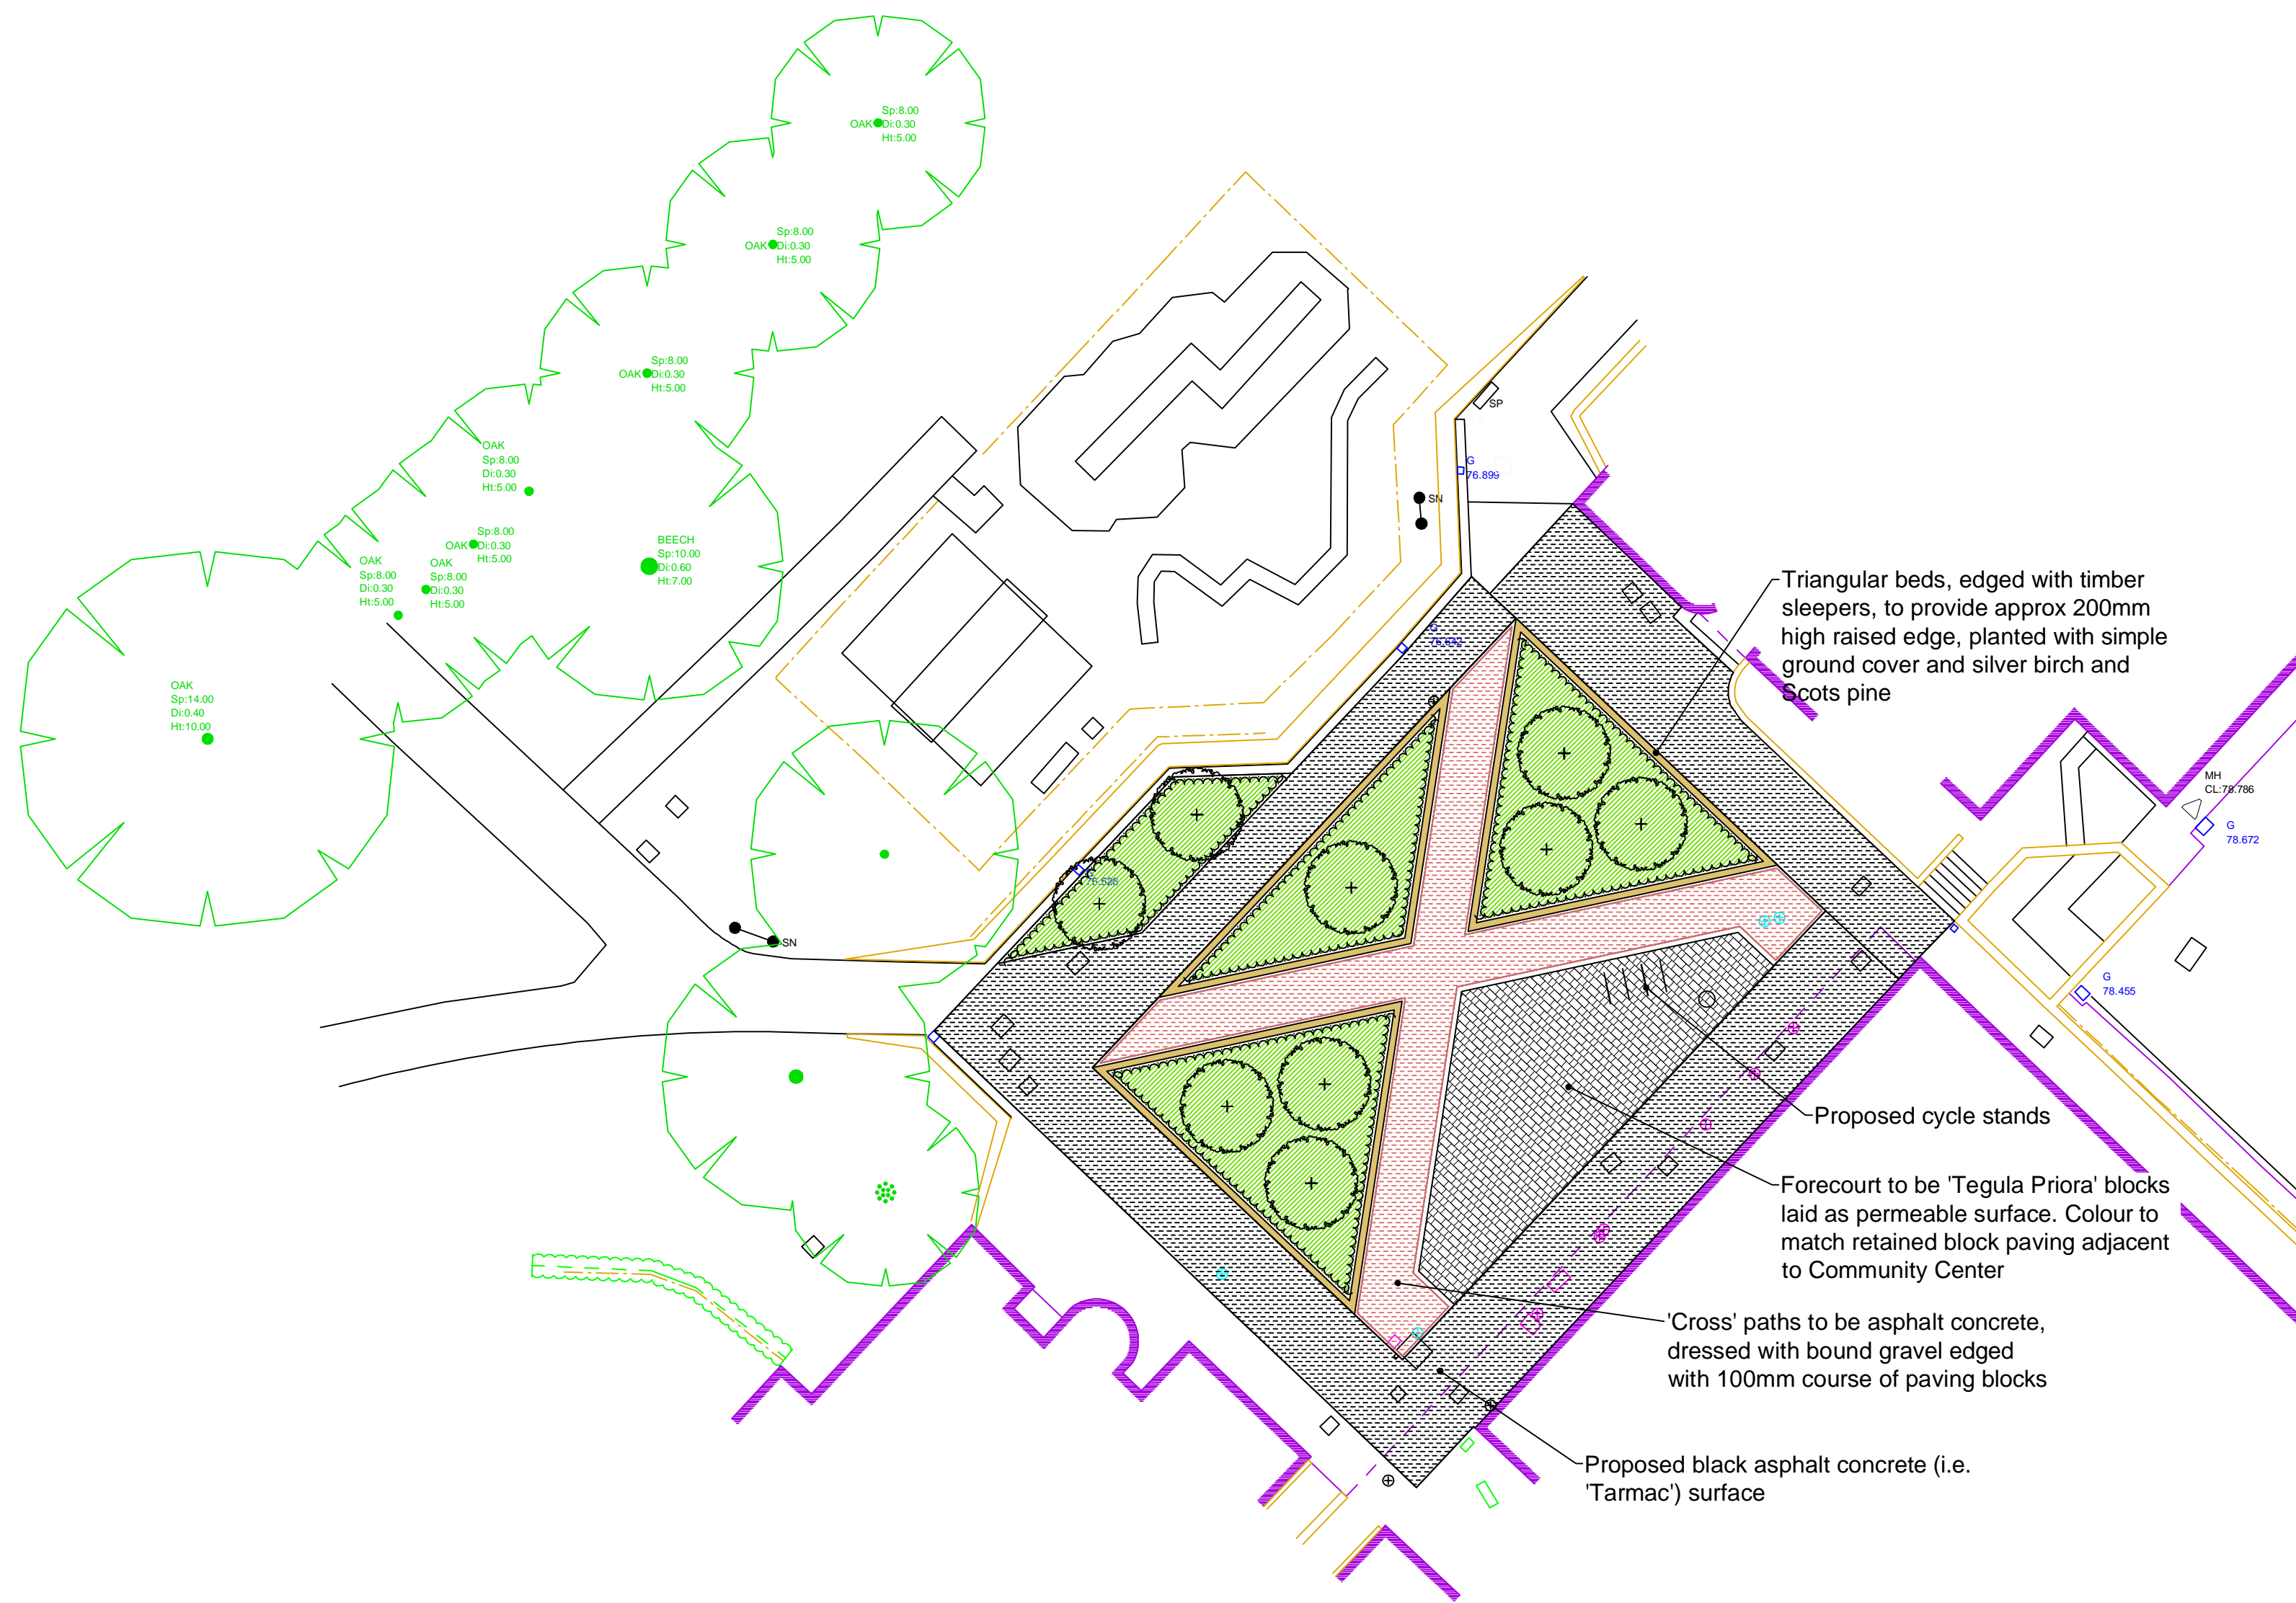 Sp:8.00
OAK Di:0.30
Ht:5.00
Sp:8.00
OAK Di:0.30
Ht:5.00
Sp:8.00
OAK Di:0.30
Ht:5.00
OAK
Sp:8.00
Di:0.30
Ht:5.00
Sp:8.00
OAK Di:0.30
Ht:5.00
OAK
Sp:8.00
Di:0.30
Ht:5.00
OAK
Sp:8.00
Di:0.30
Ht:5.00
BEECH
Sp:10.00
Di:0.60
Ht:7.00
OAK
Sp:14.00
Di:0.40
Ht:10.00
SP
G
76.899
SN
G
76.642
G
76.526
SN
Triangular beds, edged with timber
sleepers, to provide approx 200mm
high raised edge, planted with simple
ground cover and silver birch and
Scots pine
MH
CL:78.786
G
78.672
G
78.455
Proposed cycle stands
Forecourt to be 'Tegula Priora' blocks
laid as permeable surface. Colour to
match retained block paving adjacent
to Community Center
'Cross' paths to be asphalt concrete,
dressed with bound gravel edged
with 100mm course of paving blocks
Proposed black asphalt concrete (i.e.
'Tarmac') surface